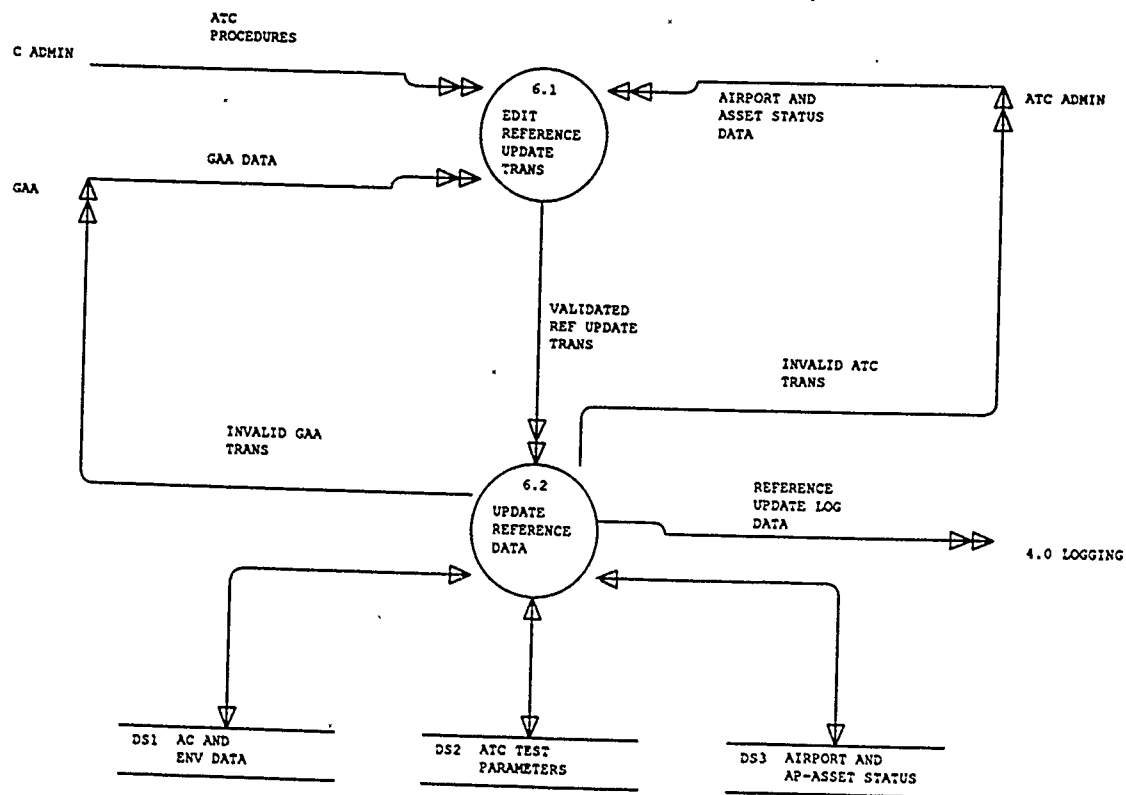 ATC
PROCEDURES
C ADMIN
6.1
EDIT
REFERENCE
UPDATE
TRANS
AIRPORT AND
ASSET STATUS
DATA
ATC ADMIN
GAA DATA
GAA
VALIDATED
REF UPDATE
TRANS
INVALID ATC
TRANS
INVALID GAA
TRANS
6.2
UPDATE
REFERENCE
DATA
REFERENCE
UPDATE LOG
DATA
4.0 LOGGING
DS1 AC AND
ENV DATA
DS2 ATC TEST
PARAMETERS
DS3 AIRPORT AND
AP-ASSET STATUS